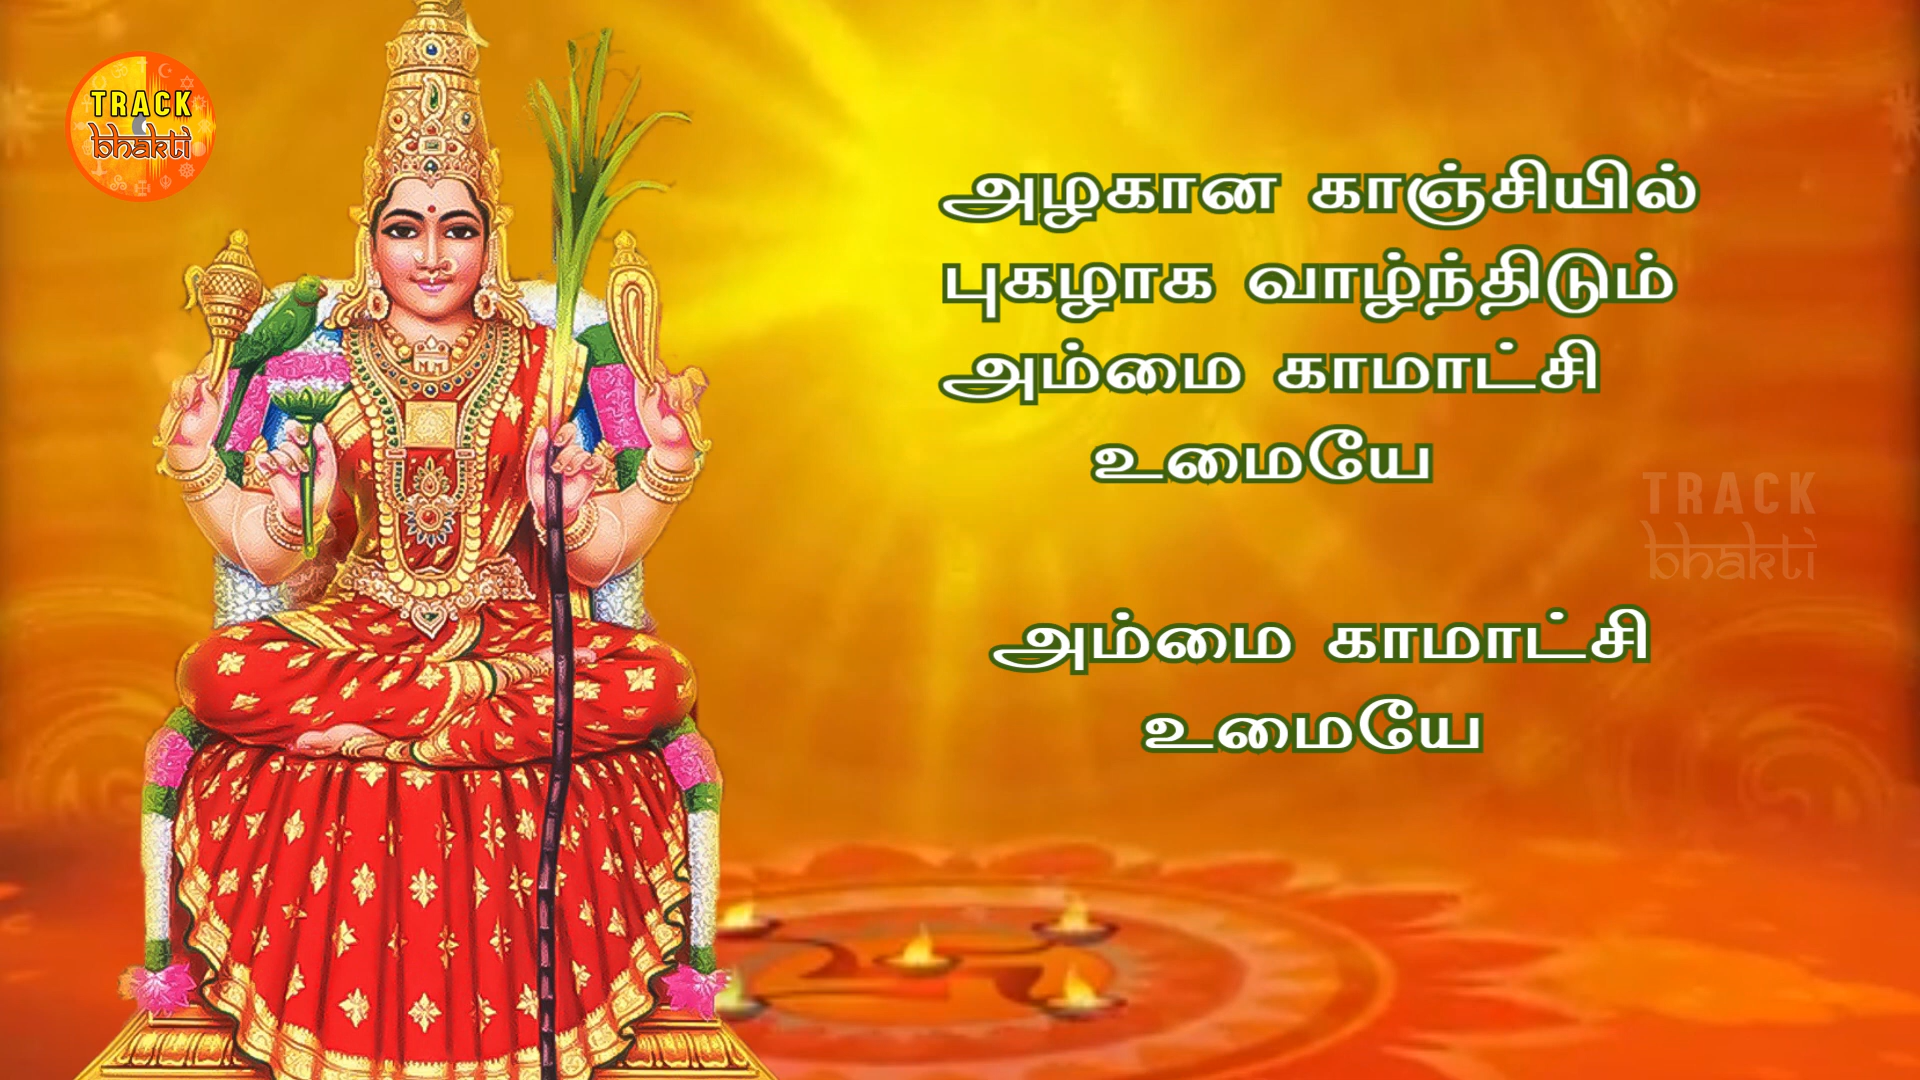 TRACK
bhakti
அழகான காஞ்சியில்
புகழாக வாழ்ந்திடும்
அம்மை காமாட்சி
உமையே
TRACK
bhakti
அம்மை காமாட்சி
உமையே